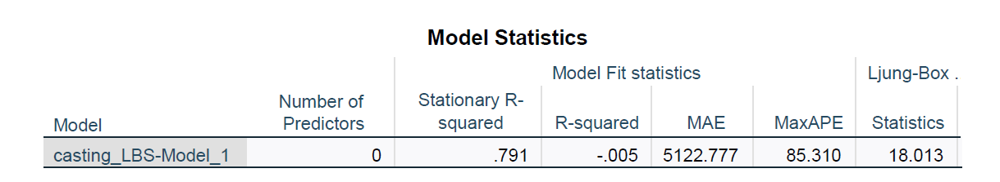 Model Statistics
Model Fit statistics Ljung-Box .
Model Number of Predictors Stationary R-squared R-squared MAE MaxAPE Statistics
casting_LBS-Model_1 0 .791 -.005 5122.777 85.310 18.013